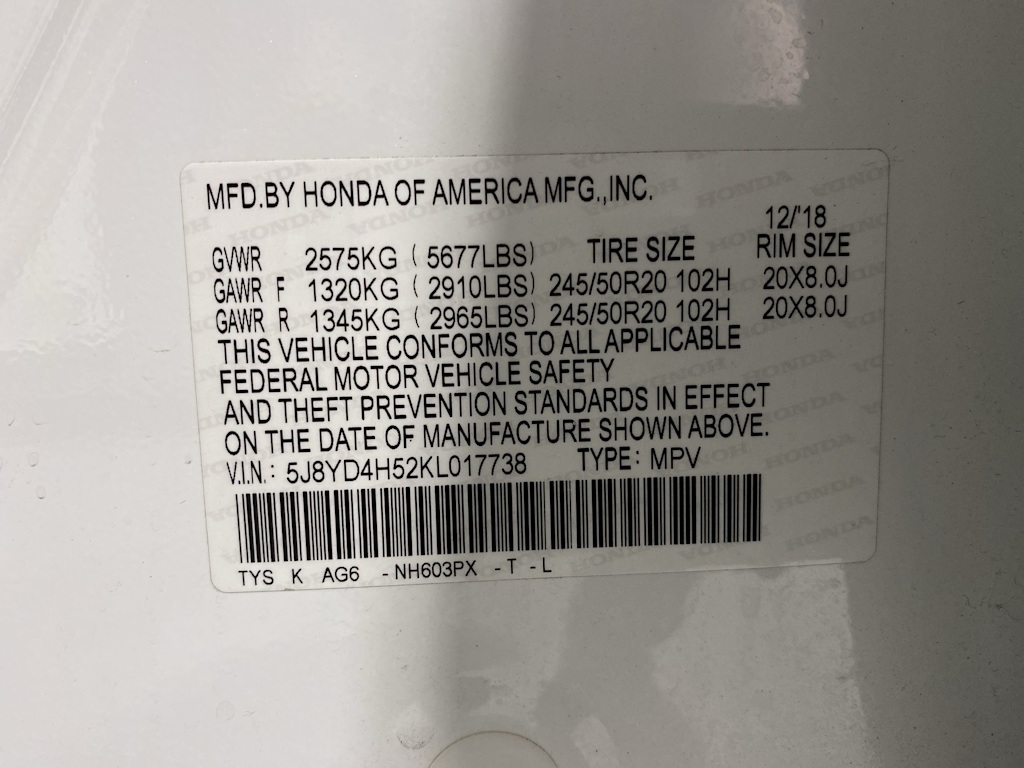 MFD.BY HONDA OF AMERICA MFG.,INC.
12/'18
GVWR 2575KG ( 5677LBS) TIRE SIZE RIM SIZE
GAWR F 1320KG ( 2910LBS) 245/50R20 102H 20X8.0J
GAWR R 1345KG ( 2965LBS) 245/50R20 102H 20X8.0J
THIS VEHICLE CONFORMS TO ALL APPLICABLE
FEDERAL MOTOR VEHICLE SAFETY
AND THEFT PREVENTION STANDARDS IN EFFECT
ON THE DATE OF MANUFACTURE SHOWN ABOVE.
V.I.N.: 5J8YD4H52KL017738 TYPE: MPV
TYS K AG6 -NH603PX -T -L